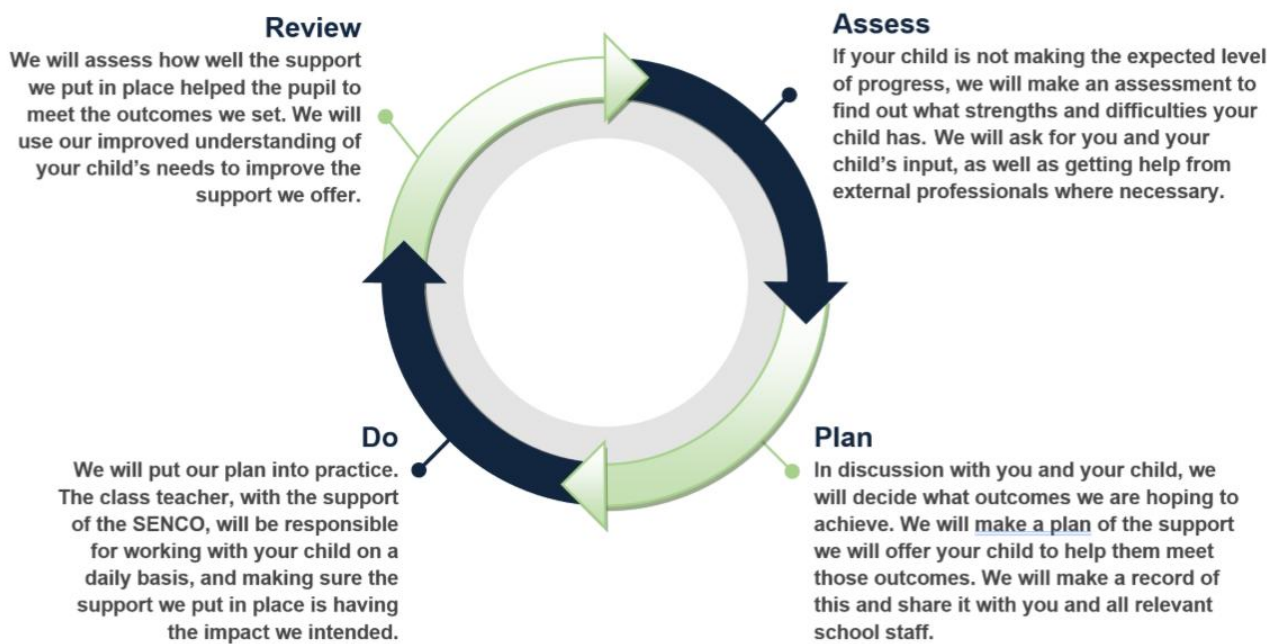 Assess
If your child is not making the expected level
of progress, we will make an assessment to
find out what strengths and difficulties your
child has. We will ask for you and your
child's input, as well as getting help from
external professionals where necessary.
Plan
In discussion with you and your child, we
will decide what outcomes we are hoping to
achieve. We will make a plan of the support
we will offer your child to help them meet
those outcomes. We will make a record of
this and share it with you and all relevant
school staff.
Do
We will put our plan into practice.
The class teacher, with the support
of the SENCO, will be responsible
for working with your child on a
daily basis, and making sure the
support we put in place is having
the impact we intended.
Review
We will assess how well the support
we put in place helped the pupil to
meet the outcomes we set. We will
use our improved understanding of
your child's needs to improve the
support we offer.